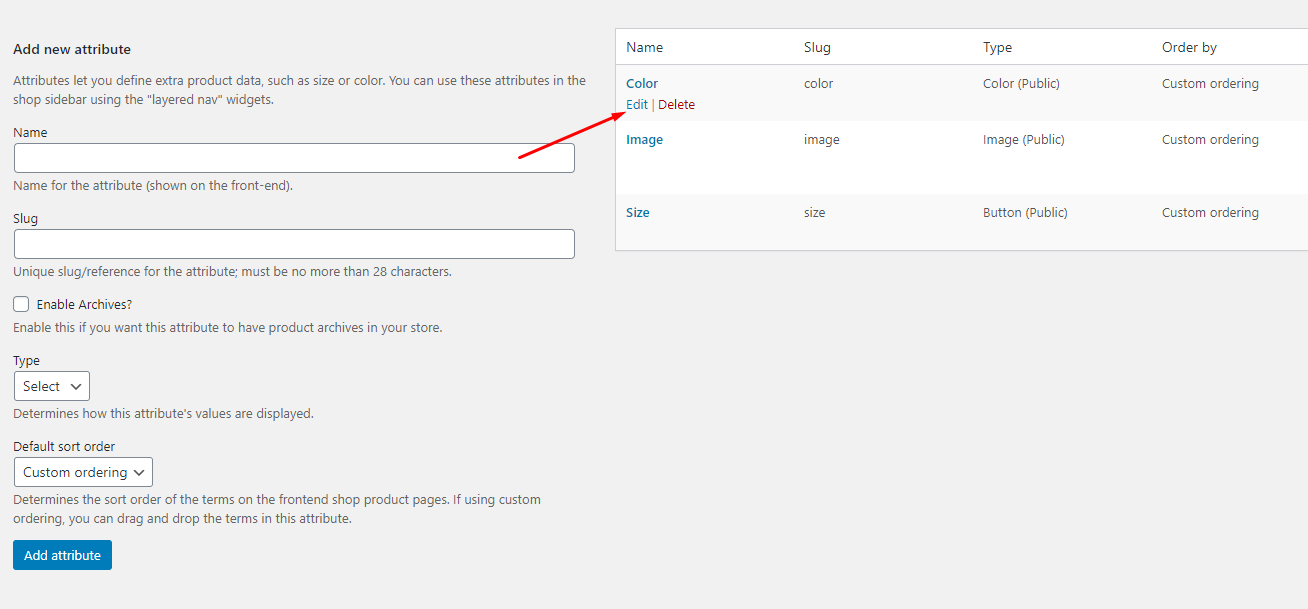 Add new attribute
Attributes let you define extra product data, such as size or color. You can use these attributes in the
shop sidebar using the "layered nav" widgets.
Name
Name for the attribute (shown on the front-end).
Slug
Unique slug/reference for the attribute; must be no more than 28 characters.
Enable Archives?
Enable this if you want this attribute to have product archives in your store.
Type
Select
Determines how this attribute's values are displayed.
Default sort order
Custom ordering
Determines the sort order of the terms on the frontend shop product pages. If using custom
ordering, you can drag and drop the terms in this attribute.
Add attribute
Name Slug Type Order by
Color color Color (Public) Custom ordering
Edit | Delete
Image image Image (Public) Custom ordering
Size size Button (Public) Custom ordering